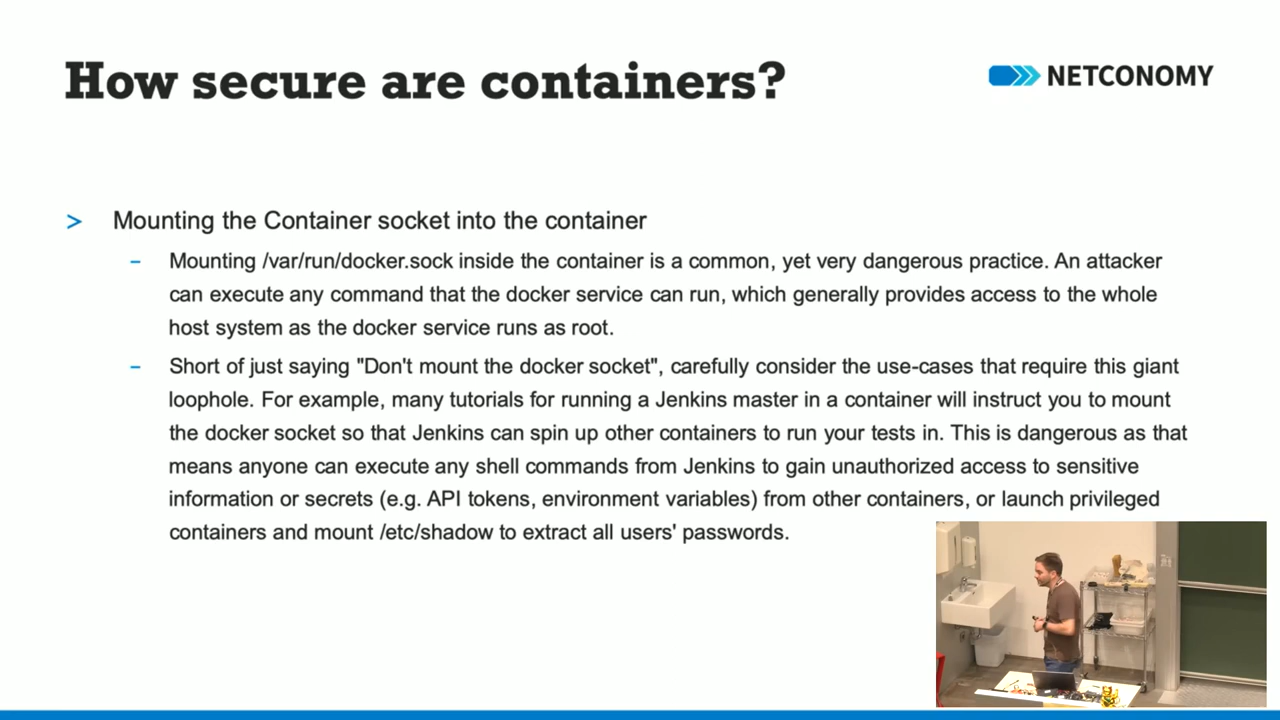 How secure are containers?
NETCONOMY
> Mounting the Container socket into the container
– Mounting /var/run/docker.sock inside the container is a common, yet very dangerous practice. An attacker
can execute any command that the docker service can run, which generally provides access to the whole
host system as the docker service runs as root.
– Short of just saying "Don't mount the docker socket", carefully consider the use-cases that require this giant
loophole. For example, many tutorials for running a Jenkins master in a container will instruct you to mount
the docker socket so that Jenkins can spin up other containers to run your tests in. This is dangerous as that
means anyone can execute any shell commands from Jenkins to gain unauthorized access to sensitive
information or secrets (e.g. API tokens, environment variables) from other containers, or launch privileged
containers and mount /etc/shadow to extract all users' passwords.